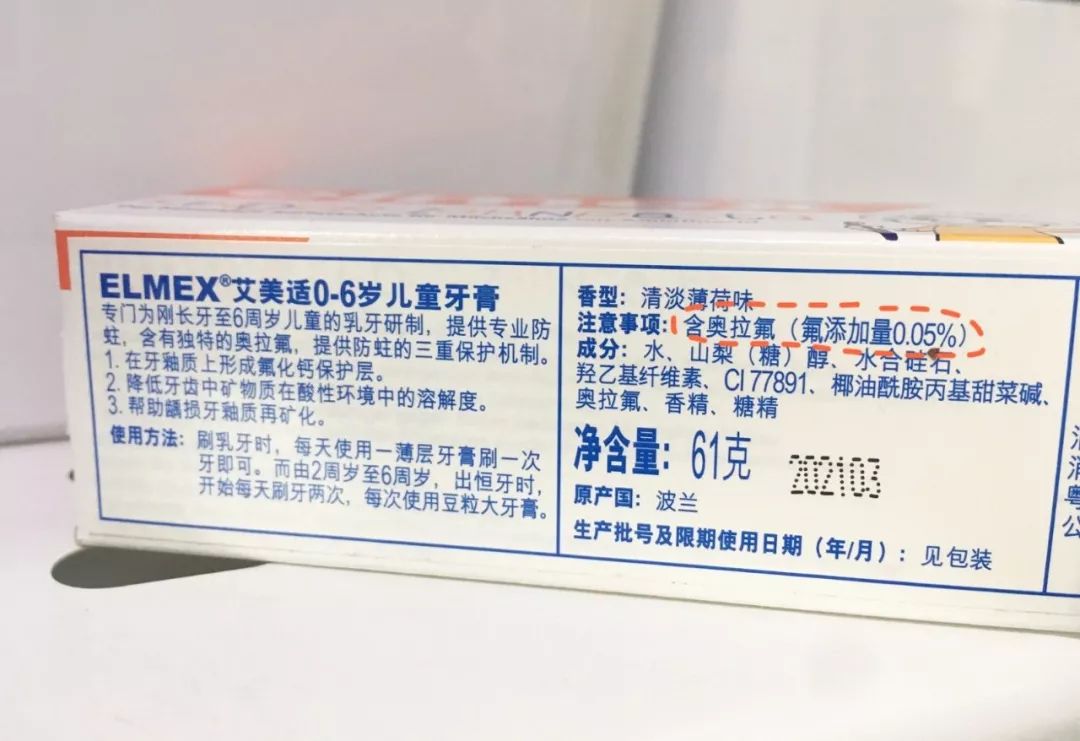 ELMEX®艾美适0-6岁儿童牙膏
专门为刚长牙至6周岁儿童的乳牙研制，提供专业防
蛀，含有独特的奥拉氟，提供防蛀的三重保护机制。
1. 在牙釉质上形成氟化钙保护层。
2. 降低牙齿中矿物质在酸性环境中的溶解度。
3. 帮助龋损牙釉质再矿化。
使用方法：刷乳牙时，每天使用一薄层牙膏刷一次
牙即可。而由2周岁至6周岁，出恒牙时，
开始每天刷牙两次，每次使用豆粒大牙膏。
香型：清淡薄荷味
注意事项：含奥拉氟（氟添加量0.05%）
成分：水、山梨（糖）醇、水合硅石、
羟乙基纤维素、CI 77891、椰油酰胺丙基甜菜碱、
奥拉氟、香精、糖精
净含量：61克
202103
原产国：波兰
生产批号及限期使用日期（年/月）：见包装